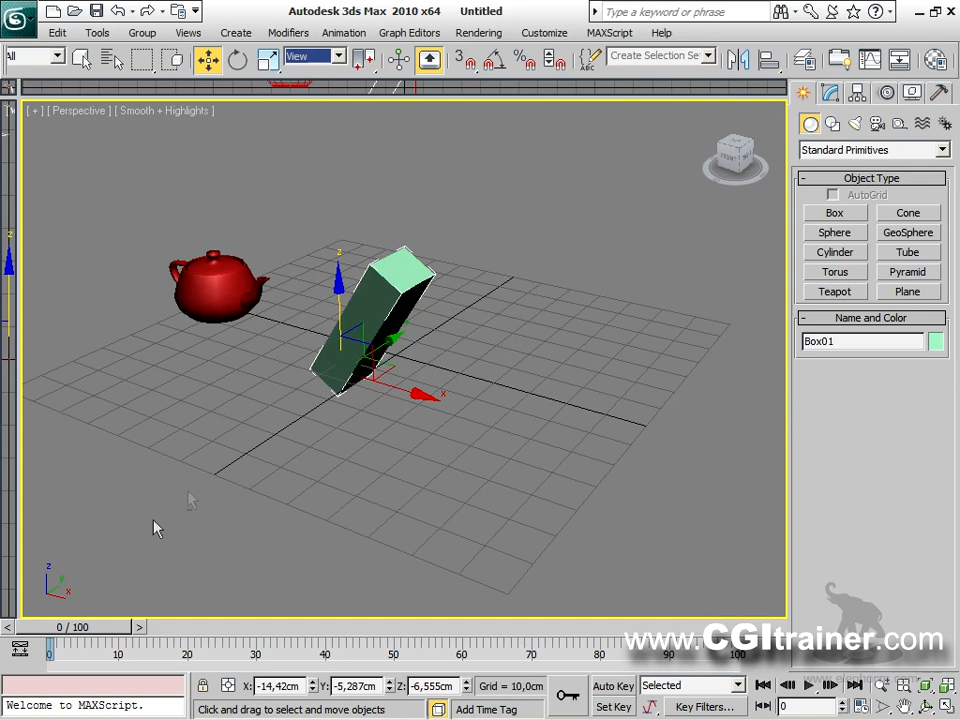 Autodesk 3ds Max 2010 x64 Untitled
Type a keyword or phrase
Edit Tools Group Views Create Modifiers Animation Graph Editors Rendering Customize MAXScript Help
All
View
Create Selection Set
[ + ] [ Perspective ] [ Smooth + Highlights ]
Standard Primitives
- Object Type
AutoGrid
Box Cone
Sphere GeoSphere
Cylinder Tube
Torus Pyramid
Teapot Plane
- Name and Color
Box01
z
x
z
y
x
< 0 / 100 >
0 10 20 30 40 50 60 70 80 90 100
www.CGItrainer.com
X: -14,42cm Y: -5,287cm Z: -6,555cm Grid = 10,0cm Auto Key Selected
Welcome to MAXScript. Click and drag to select and move objects Add Time Tag Set Key Key Filters... 0